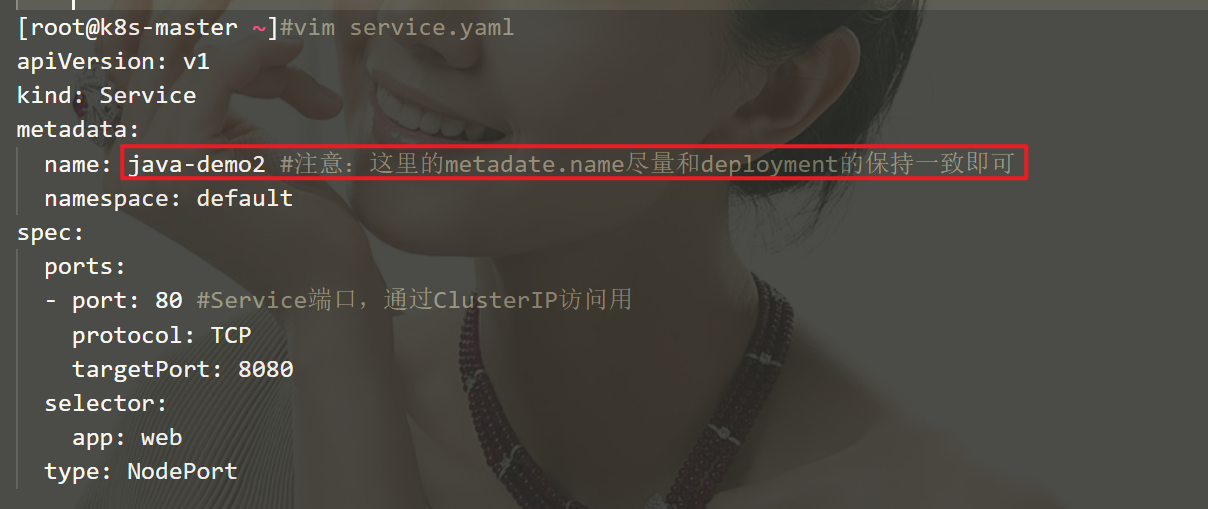 [root@k8s-master ~]#vim service.yaml
apiVersion: v1
kind: Service
metadata:
  name: java-demo2 #注意：这里的metadate.name尽量和deployment的保持一致即可
  namespace: default
spec:
  ports:
  - port: 80 #Service端口，通过ClusterIP访问用
    protocol: TCP
    targetPort: 8080
  selector:
    app: web
  type: NodePort